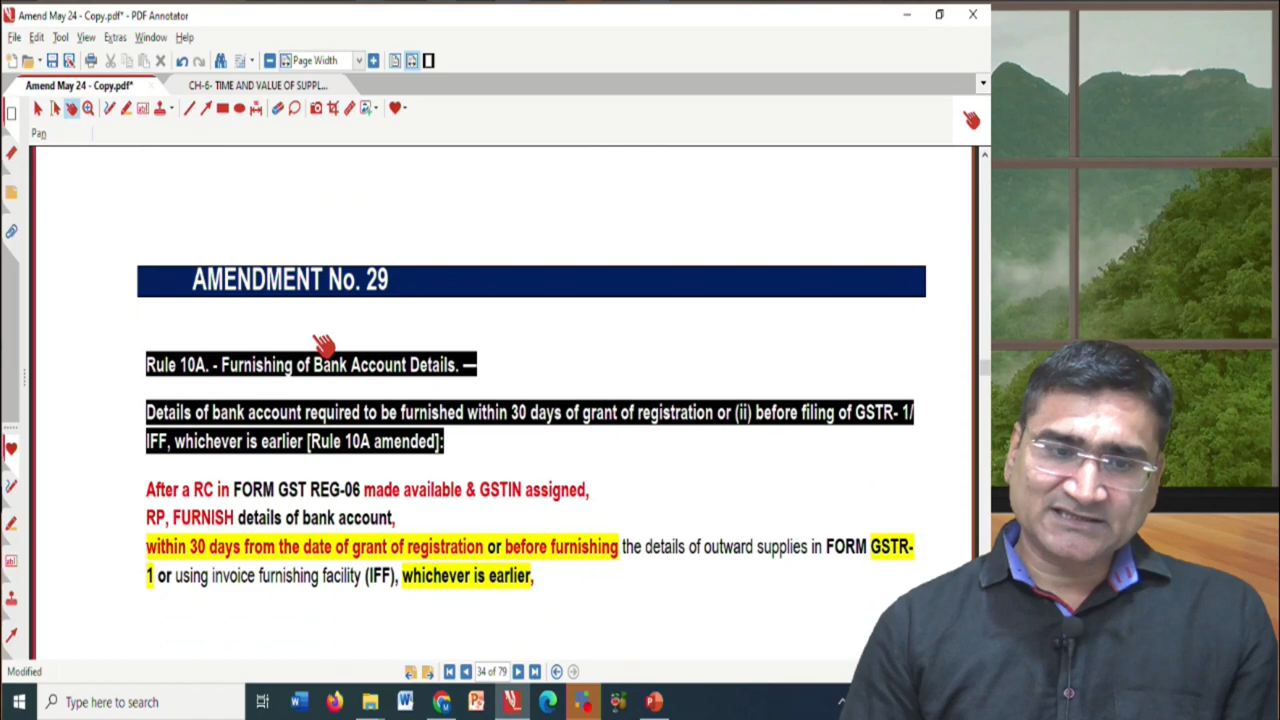 Amend May 24 - Copy.pdf* - PDF Annotator
File Edit Tool View Extras Window Help
Page Width
Amend May 24 - Copy.pdf*
CH-6- TIME AND VALUE OF SUPPL...
Pan
AMENDMENT No. 29
Rule 10A. - Furnishing of Bank Account Details. —
Details of bank account required to be furnished within 30 days of grant of registration or (ii) before filing of GSTR- 1/
IFF, whichever is earlier [Rule 10A amended]:
After a RC in FORM GST REG-06 made available & GSTIN assigned,
RP, FURNISH details of bank account,
within 30 days from the date of grant of registration or before furnishing the details of outward supplies in FORM GSTR-
1 or using invoice furnishing facility (IFF), whichever is earlier,
Modified
34 of 79
Type here to search